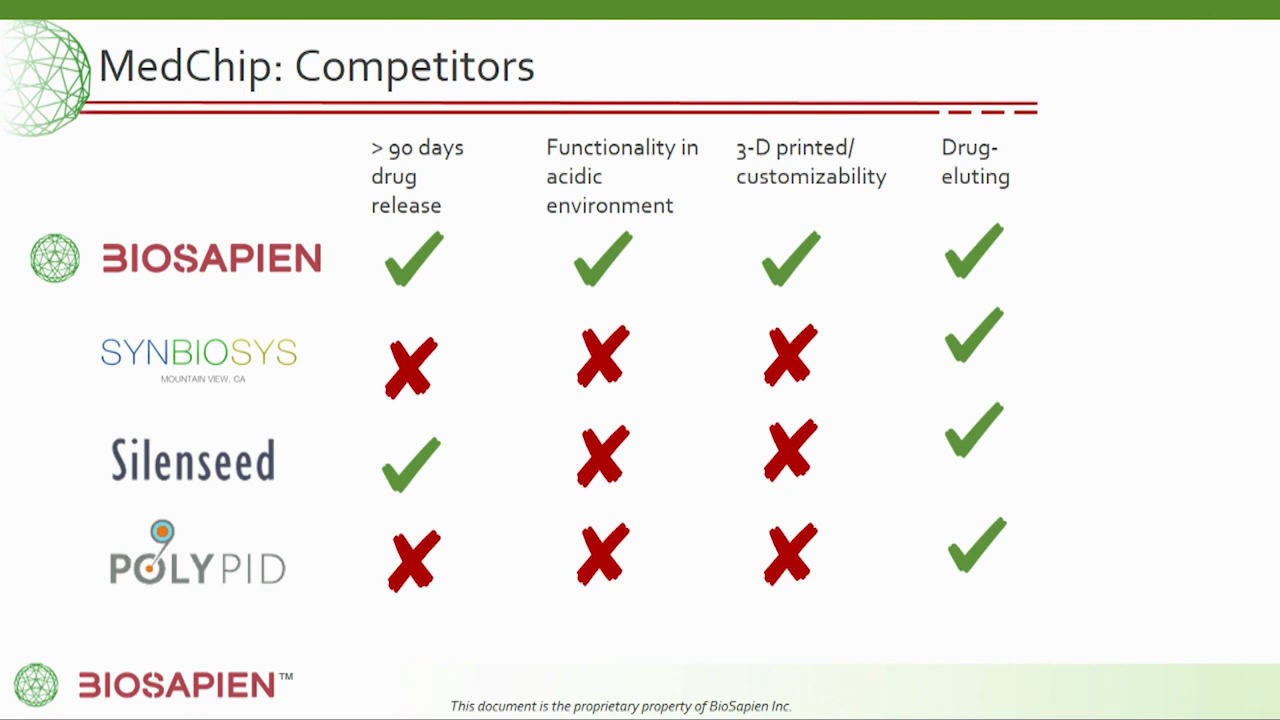 MedChip: Competitors
> 90 days
drug
release
Functionality in
acidic
environment
3-D printed/
customizability
Drug-
eluting
BIOSAPIEN
SYNBIOSYS
MOUNTAIN VIEW, CA
Silenseed
POLYPID
BIOSAPIEN™
This document is the proprietary property of BioSapien Inc.